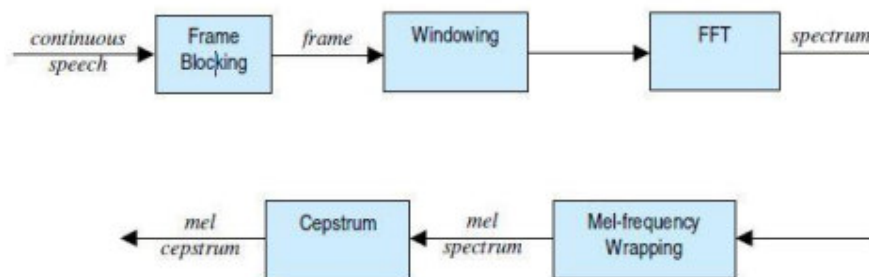 continuous
speech
Frame
Blocking
frame
Windowing
FFT
spectrum
mel
cepstrum
Cepstrum
mel
spectrum
Mel-frequency
Wrapping